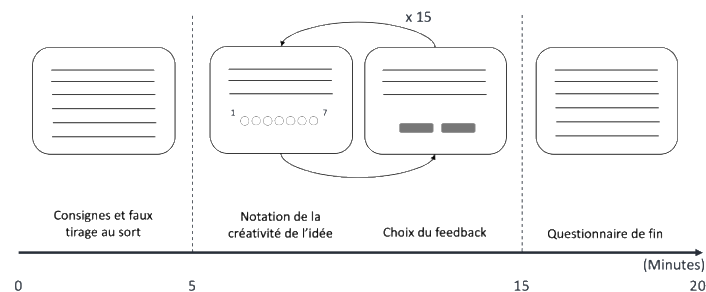 x 15
1
7
Consignes et faux
tirage au sort
Notation de la
créativité de l'idée
Choix du feedback
Questionnaire de fin
(Minutes)
0
5
15
20